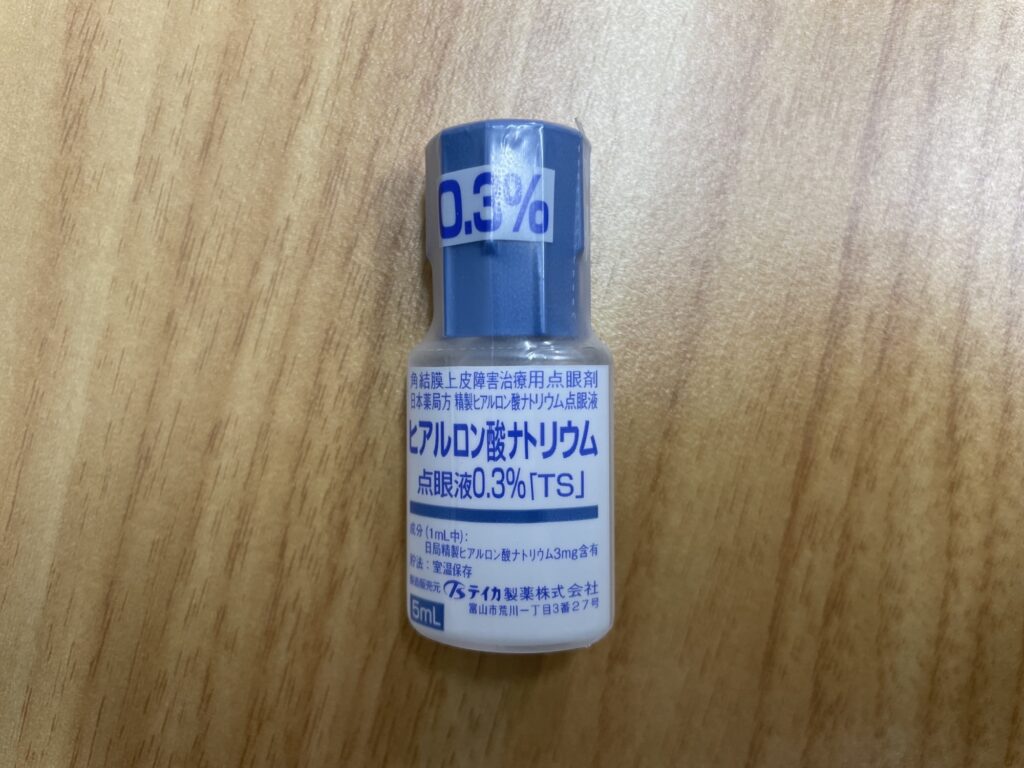 0.3%
角結膜上皮障害治療用点眼剤
日本薬局方 精製ヒアルロン酸ナトリウム点眼液
ヒアルロン酸ナトリウム
点眼液0.3%「TS」
成分(1mL中):
日局精製ヒアルロン酸ナトリウム3mg含有
貯法:室温保存
製造販売元 TSテイカ製薬株式会社
富山市荒川一丁目3番27号
5mL